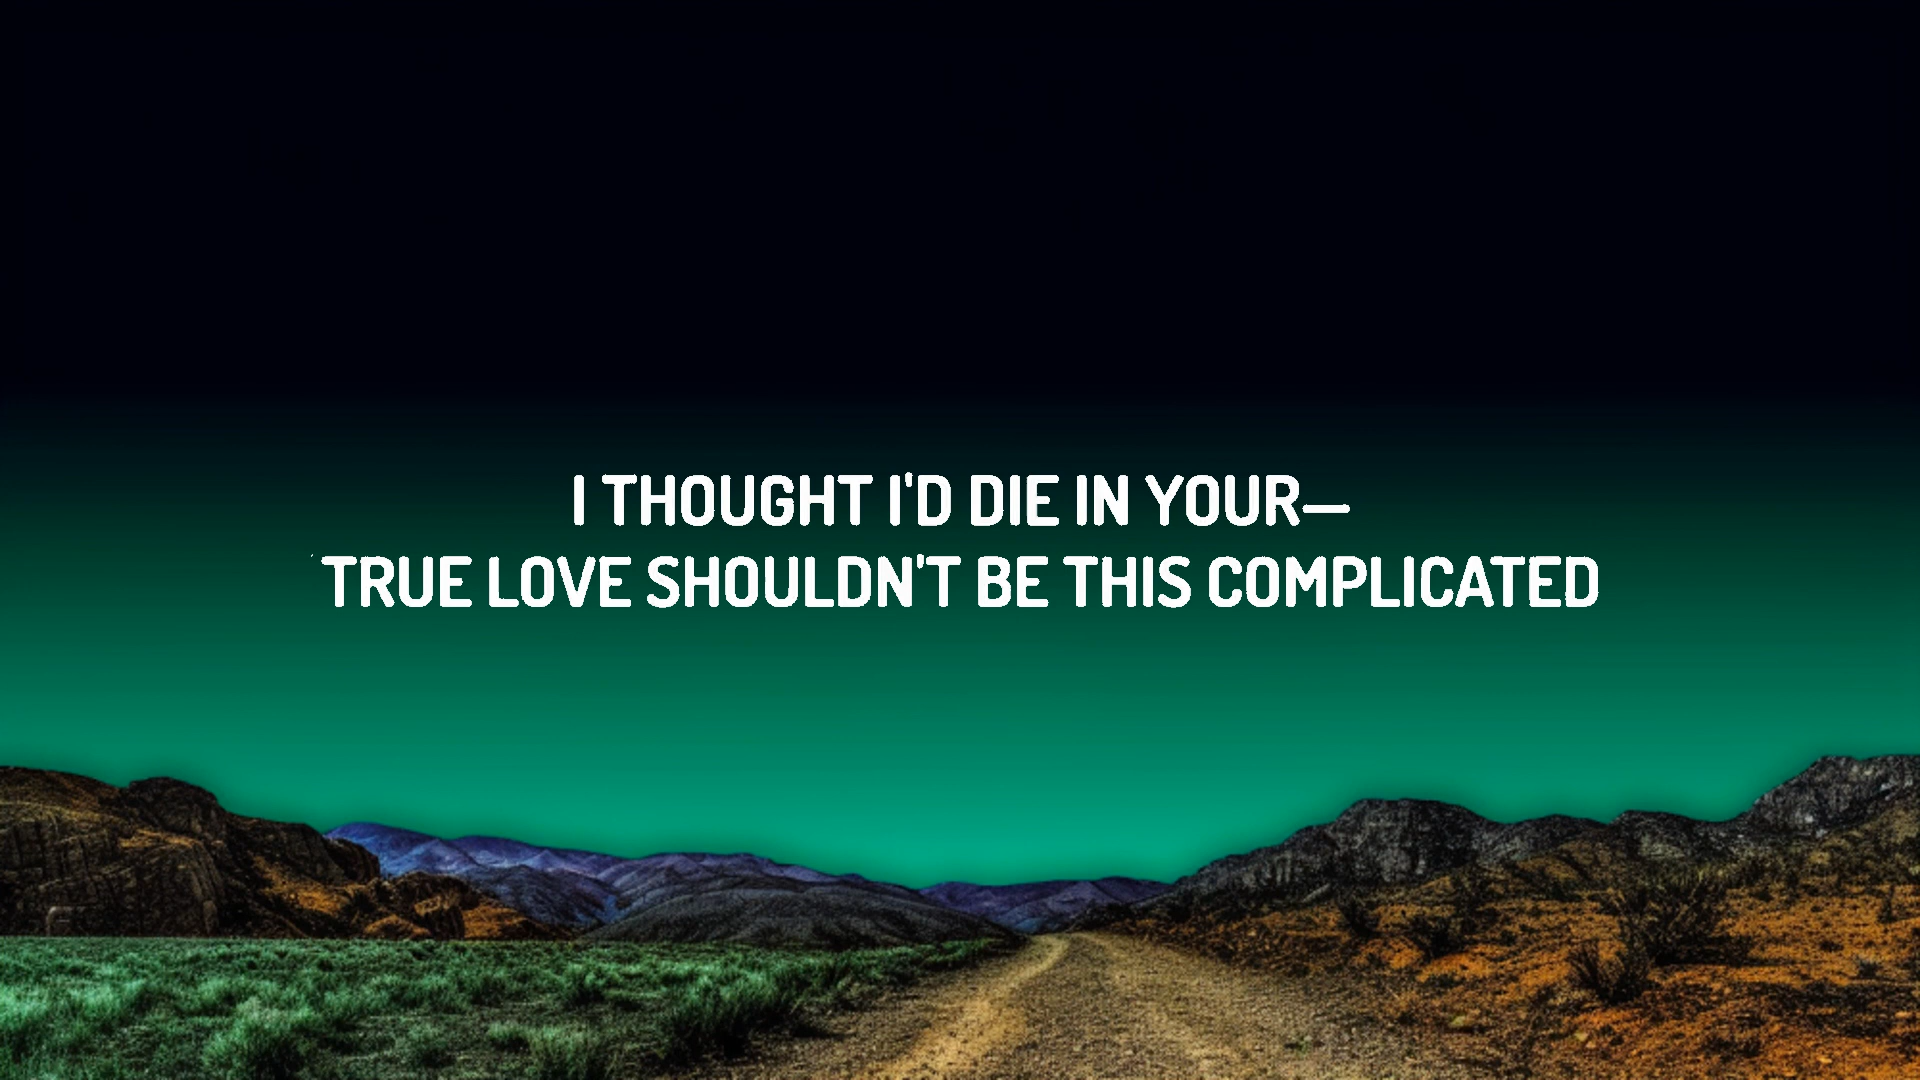 I THOUGHT I'D DIE IN YOUR—
TRUE LOVE SHOULDN'T BE THIS COMPLICATED